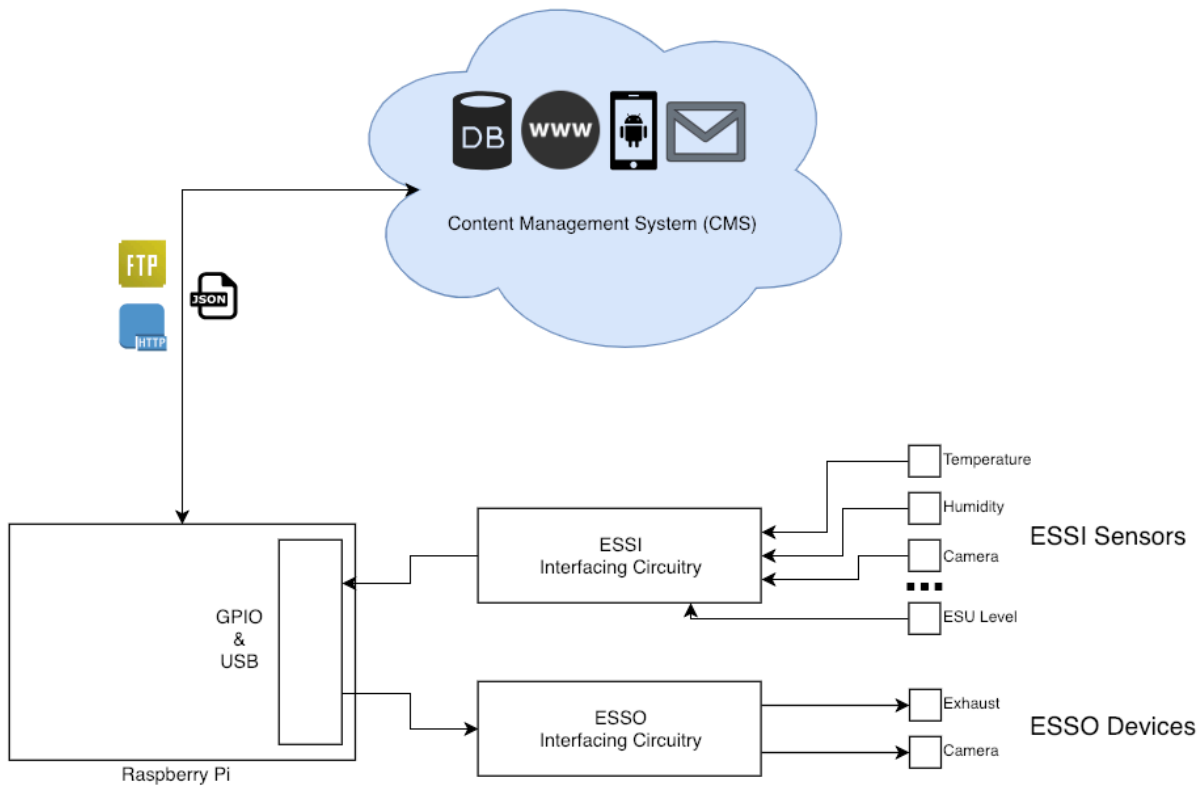 DB
www
Content Management System (CMS)
FTP
JSON
HTTP
Temperature
Humidity
ESSI Sensors
Camera
ESU Level
ESSI
Interfacing Circuitry
GPIO
&
USB
ESSO
Interfacing Circuitry
Exhaust
ESSO Devices
Camera
Raspberry Pi